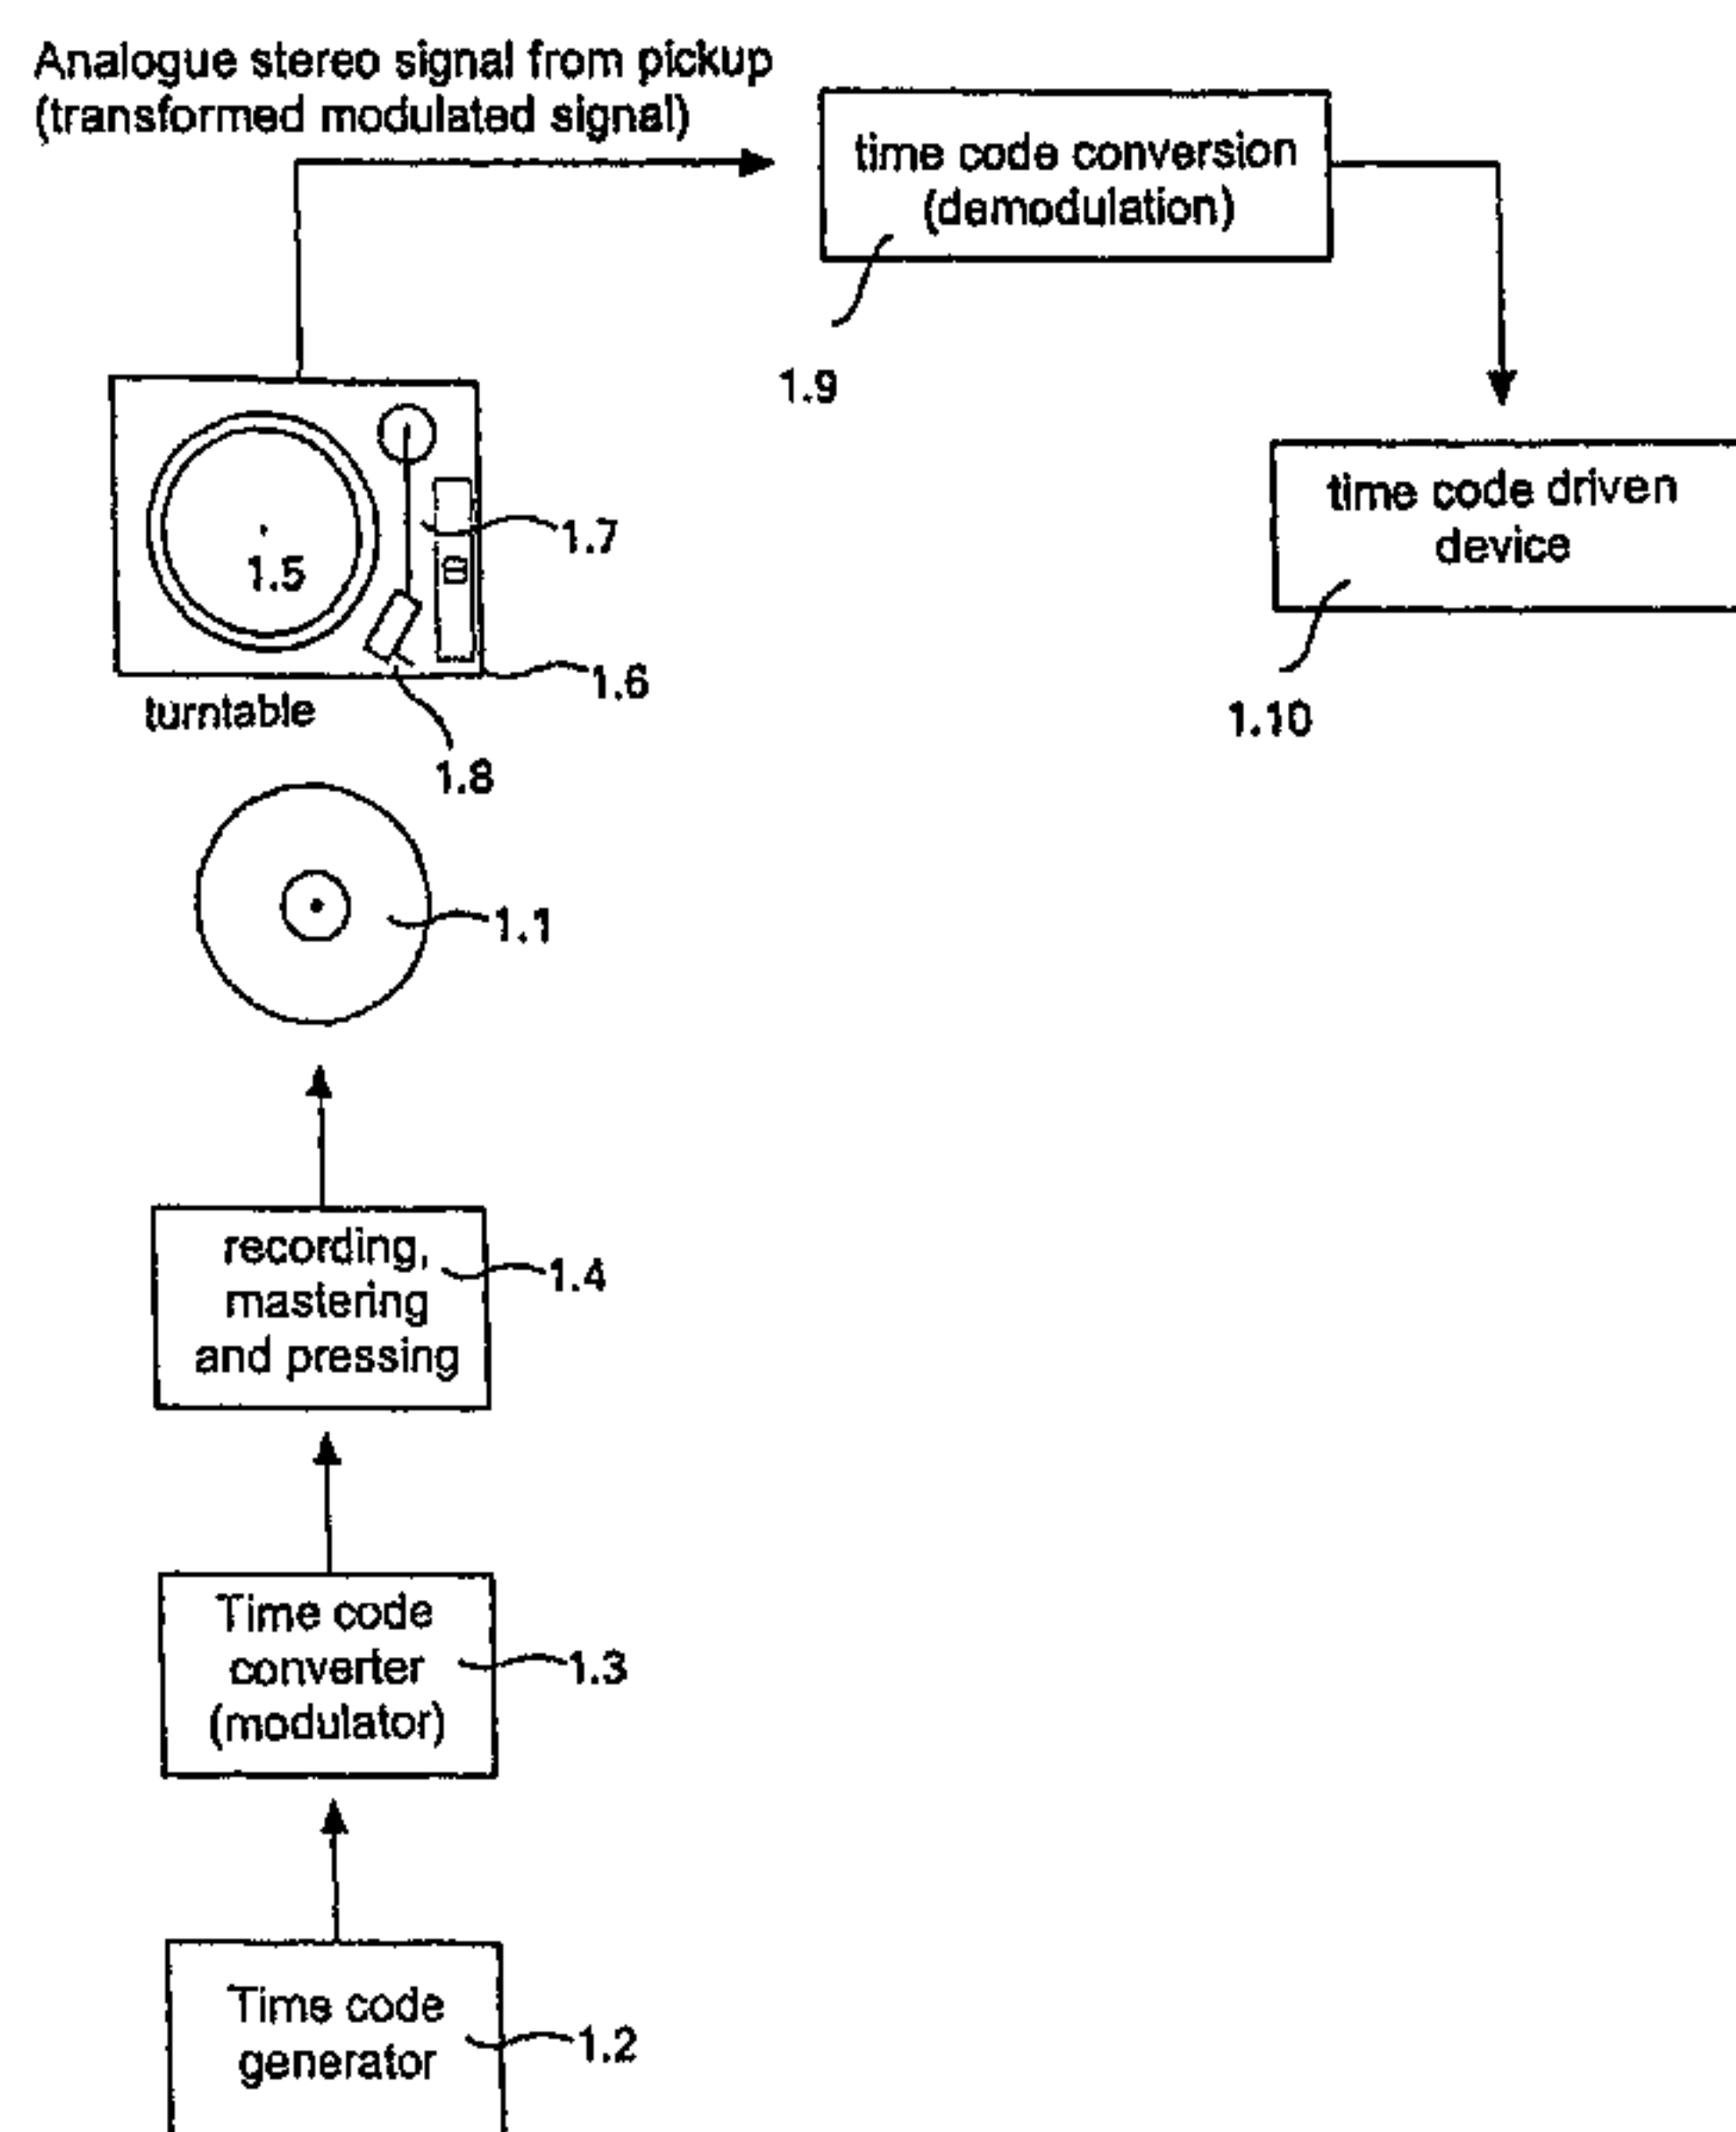 Analogue stereo signal from pickup
(transformed modulated signal)
time code conversion
(demodulation)
1.9
time code driven
device
1.10
1.7
1.5
1.6
turntable
1.8
1.1
recording,
mastering
and pressing
1.4
Time code
converter
(modulator)
1.3
Time code
generator
1.2